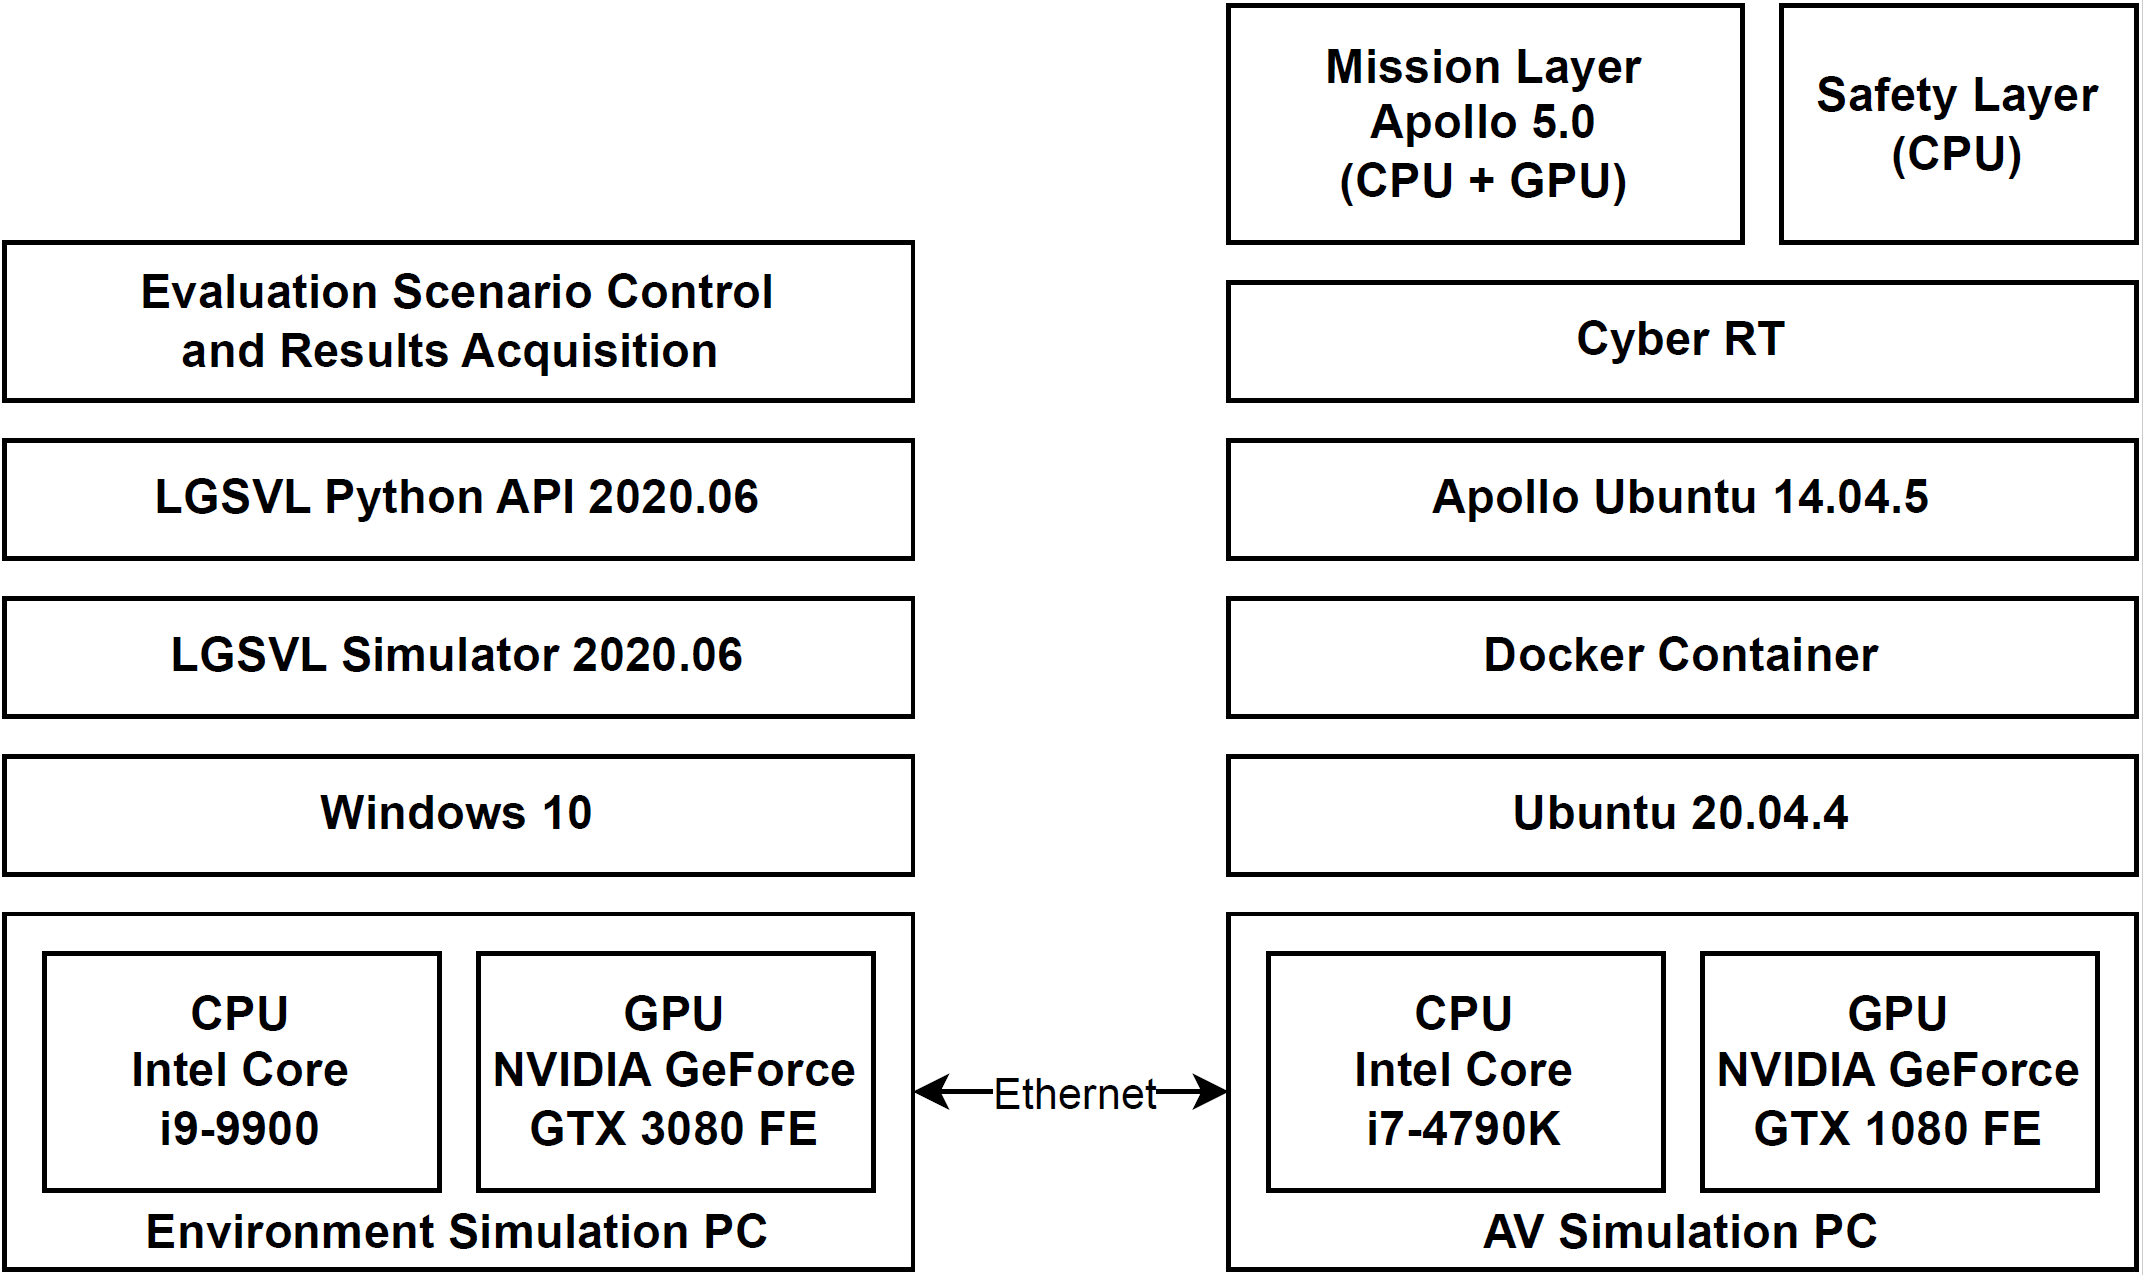 Mission Layer
Apollo 5.0
(CPU + GPU)
Safety Layer
(CPU)
Evaluation Scenario Control
and Results Acquisition
Cyber RT
LGSVL Python API 2020.06
Apollo Ubuntu 14.04.5
LGSVL Simulator 2020.06
Docker Container
Windows 10
Ubuntu 20.04.4
CPU
Intel Core
i9-9900
GPU
NVIDIA GeForce
GTX 3080 FE
Environment Simulation PC
Ethernet
CPU
Intel Core
i7-4790K
GPU
NVIDIA GeForce
GTX 1080 FE
AV Simulation PC